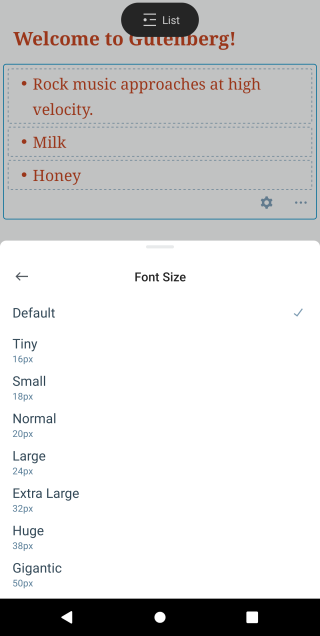 List
Welcome to Gutenberg!
• Rock music approaches at high
velocity.
• Milk
• Honey
Font Size
Default
Tiny
16px
Small
18px
Normal
20px
Large
24px
Extra Large
32px
Huge
38px
Gigantic
50px